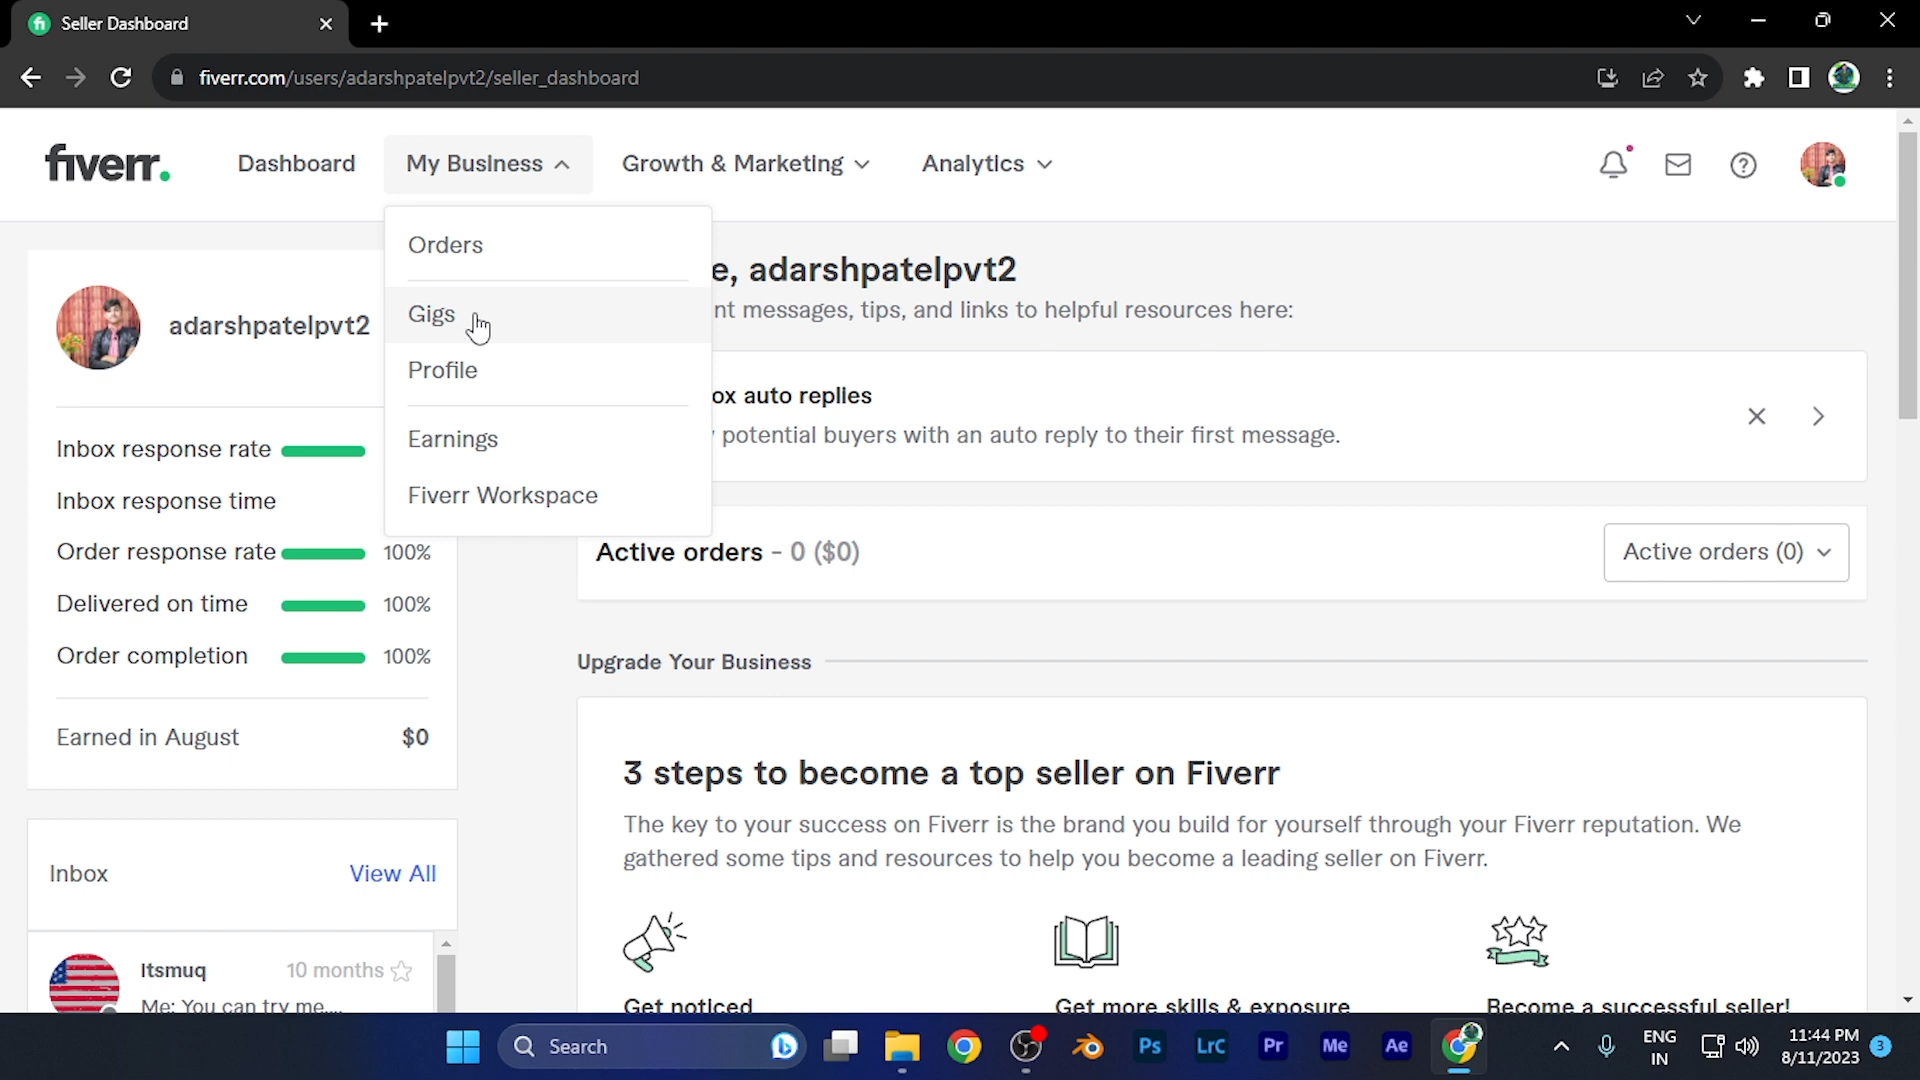 Seller Dashboard
fiverr.com/users/adarshpatelpvt2/seller_dashboard
fiverr.
Dashboard
My Business
Growth & Marketing
Analytics
Orders
Gigs
Profile
Earnings
Fiverr Workspace
adarshpatelpvt2
Inbox response rate
Inbox response time
Order response rate 100%
Delivered on time 100%
Order completion 100%
Earned in August $0
Inbox View All
Itsmuq 10 months
Me: You can try me....
e, adarshpatelpvt2
nt messages, tips, and links to helpful resources here:
ox auto replies
potential buyers with an auto reply to their first message.
Active orders - 0 ($0)
Active orders (0)
Upgrade Your Business
3 steps to become a top seller on Fiverr
The key to your success on Fiverr is the brand you build for yourself through your Fiverr reputation. We
gathered some tips and resources to help you become a leading seller on Fiverr.
Get noticed
Get more skills & exposure
Become a successful seller!
Search
Ps
LrC
Pr
Me
Ae
ENG
IN
11:44 PM
8/11/2023
3